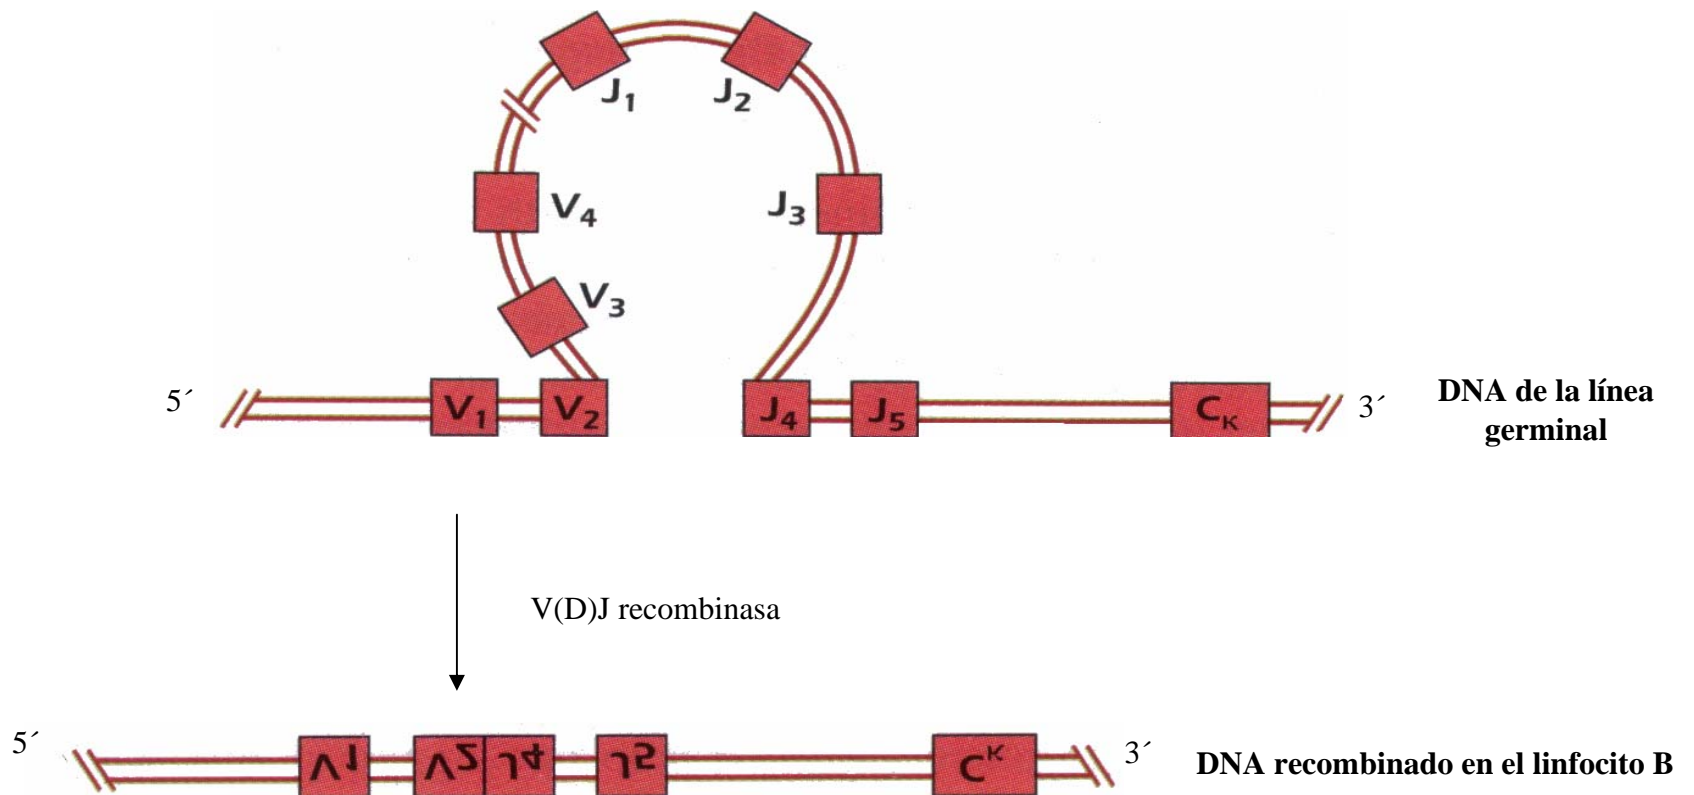 J₁ J₂
V₄ J₃
V₃
5´ V₁ V₂ J₄ J₅ Cκ 3´
DNA de la línea
germinal
V(D)J recombinasa
5´ V1 V2 J4 J5 Cκ 3´
DNA recombinado en el linfocito B